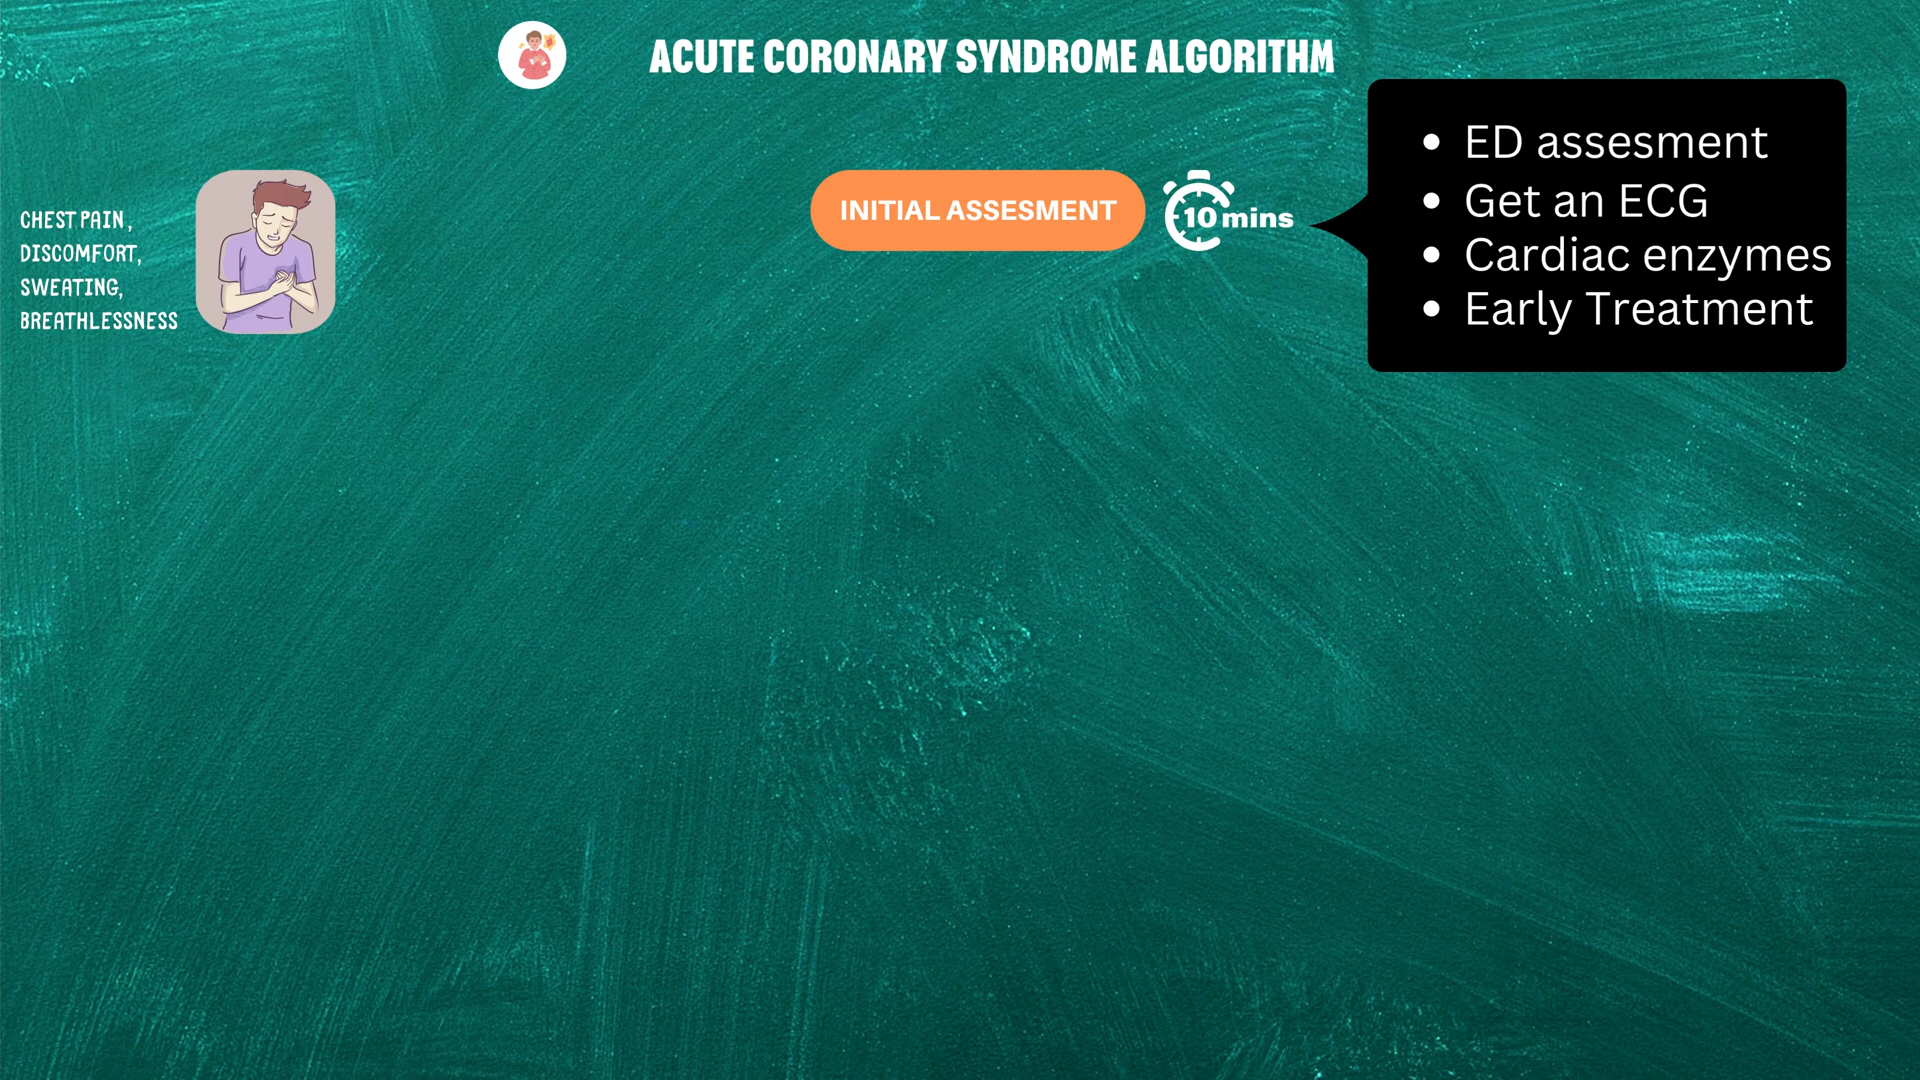 ACUTE CORONARY SYNDROME ALGORITHM
CHEST PAIN,
DISCOMFORT,
SWEATING,
BREATHLESSNESS
INITIAL ASSESMENT
10 mins
• ED assesment
• Get an ECG
• Cardiac enzymes
• Early Treatment